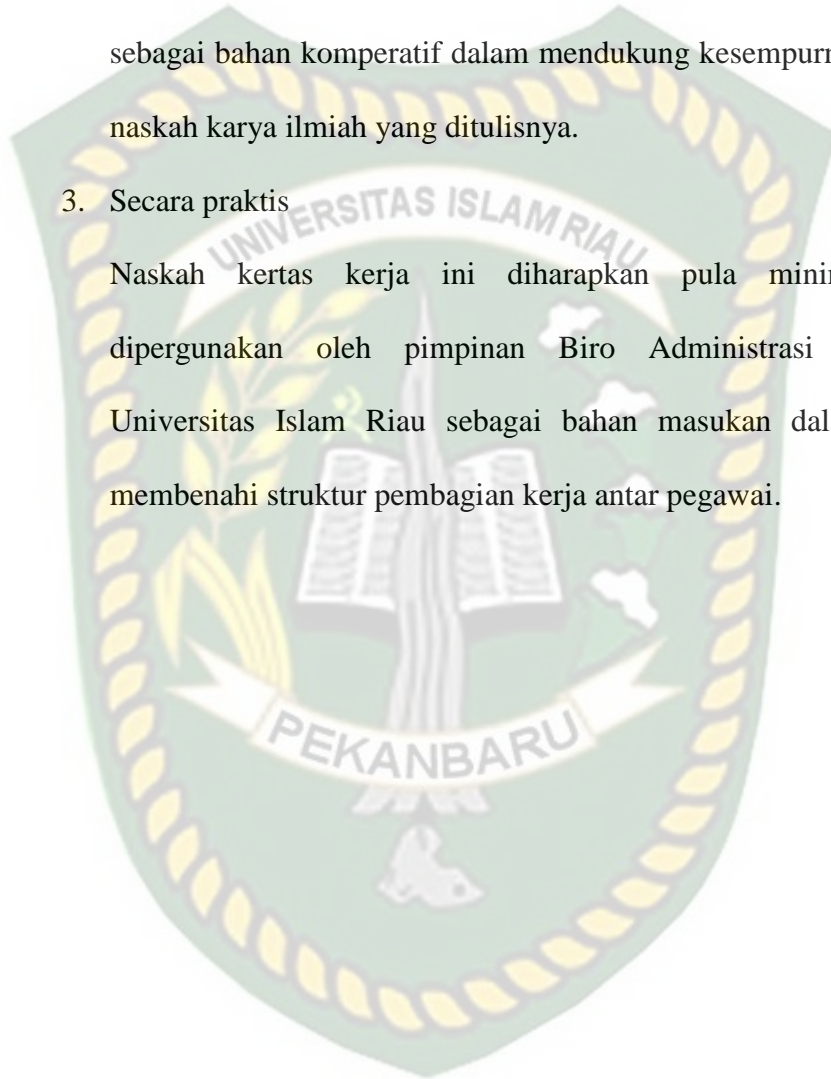 sebagai bahan komperatif dalam mendukung kesempurn
naskah karya ilmiah yang ditulisnya.
3. Secara praktis
UNIVERSITAS ISLAM RIAU
Naskah kertas kerja ini diharapkan pula
dipergunakan oleh pimpinan Biro Administrasi
Universitas Islam Riau sebagai bahan masukan
membenahi struktur pembagian kerja antar pegawai.
PEKANBARU